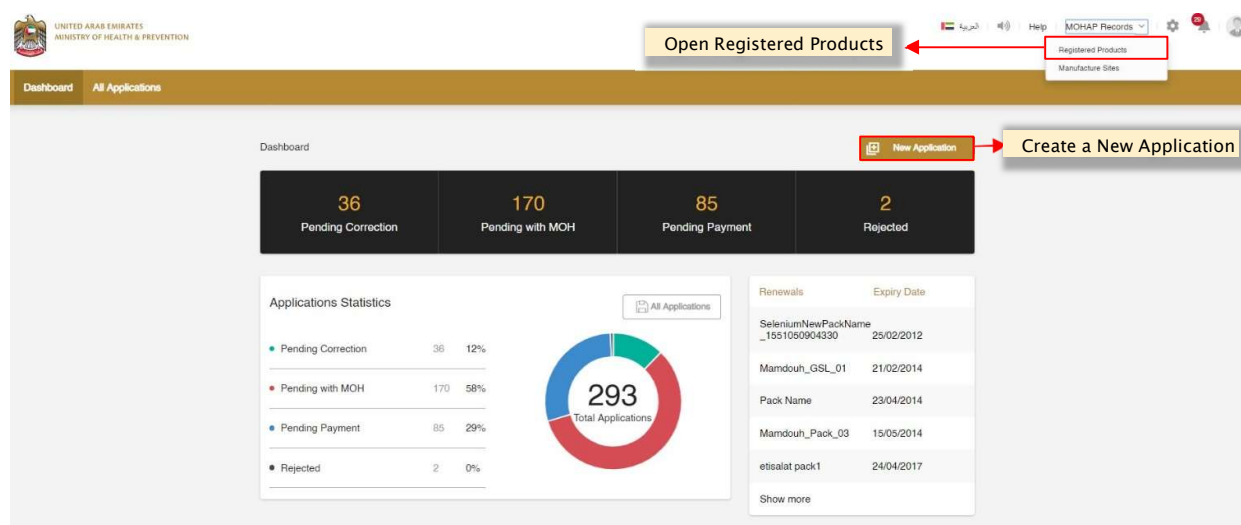 UNITED ARAB EMIRATES
MINISTRY OF HEALTH & PREVENTION
العربية
Help
MOHAP Records
29
Open Registered Products
Registered Products
Manufacture Sites
Dashboard
All Applications
Dashboard
New Application
Create a New Application
36
Pending Correction
170
Pending with MOH
85
Pending Payment
2
Rejected
Applications Statistics
All Applications
Pending Correction 36 12%
Pending with MOH 170 58%
Pending Payment 85 29%
Rejected 2 0%
293
Total Applications
Renewals Expiry Date
SeleniumNewPackName
_1551050904330 25/02/2012
Mamdouh_GSL_01 21/02/2014
Pack Name 23/04/2014
Mamdouh_Pack_03 15/05/2014
etisalat pack1 24/04/2017
Show more